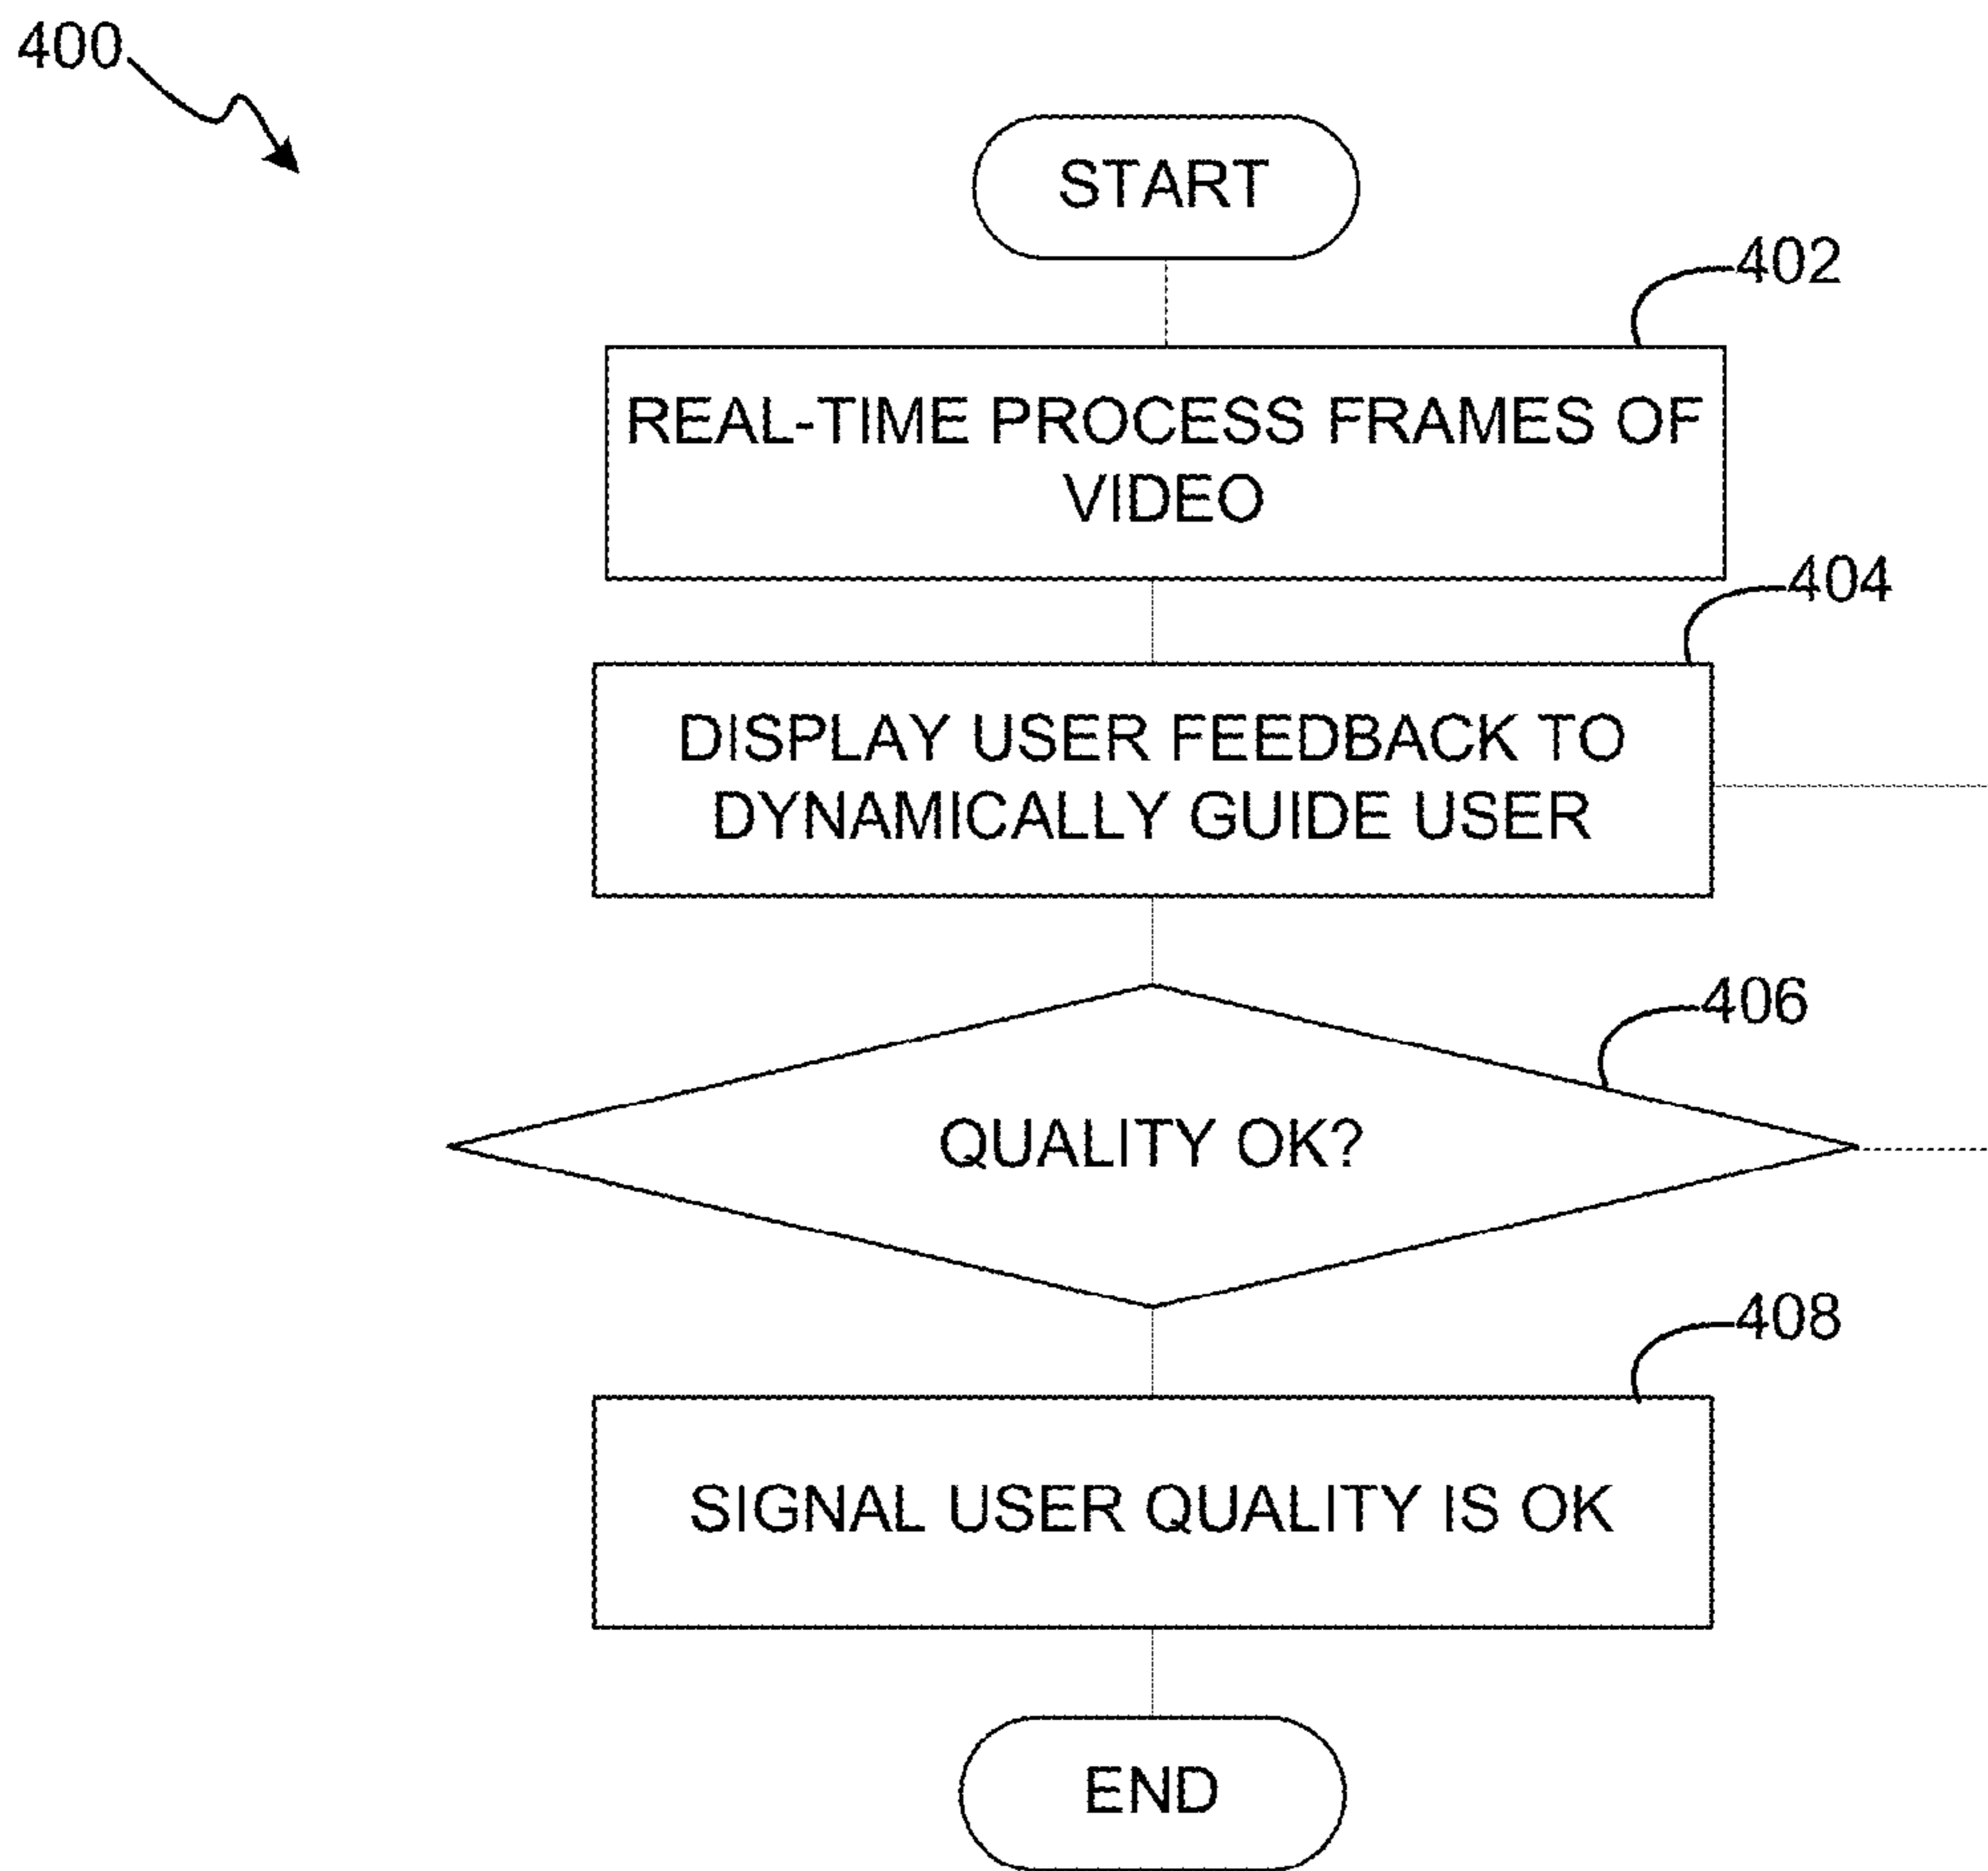 400
START
402
REAL-TIME PROCESS FRAMES OF
VIDEO
404
DISPLAY USER FEEDBACK TO
DYNAMICALLY GUIDE USER
406
QUALITY OK?
408
SIGNAL USER QUALITY IS OK
END